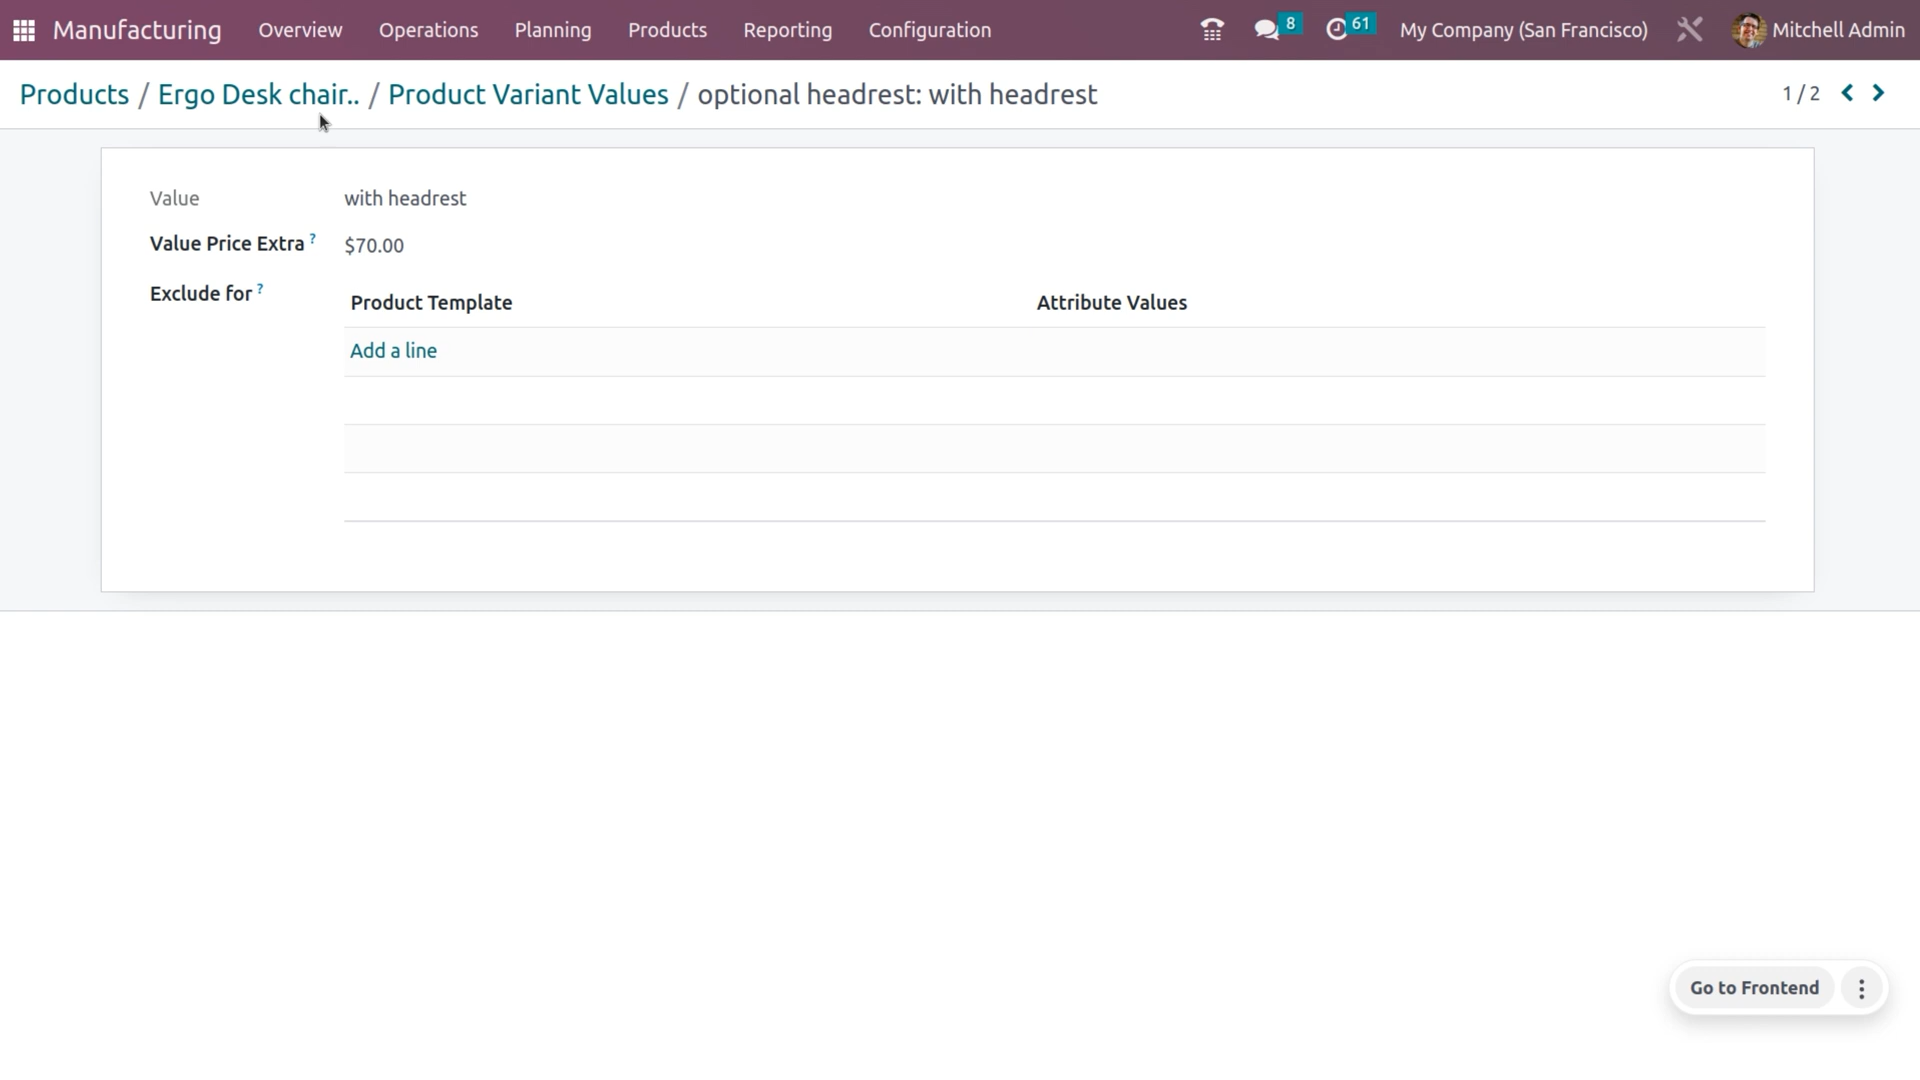 Manufacturing Overview Operations Planning Products Reporting Configuration 8 61 My Company (San Francisco) Mitchell Admin
Products / Ergo Desk chair.. / Product Variant Values / optional headrest: with headrest 1 / 2
Value with headrest
Value Price Extra ? $70.00
Exclude for ?
Product Template Attribute Values
Add a line
Go to Frontend